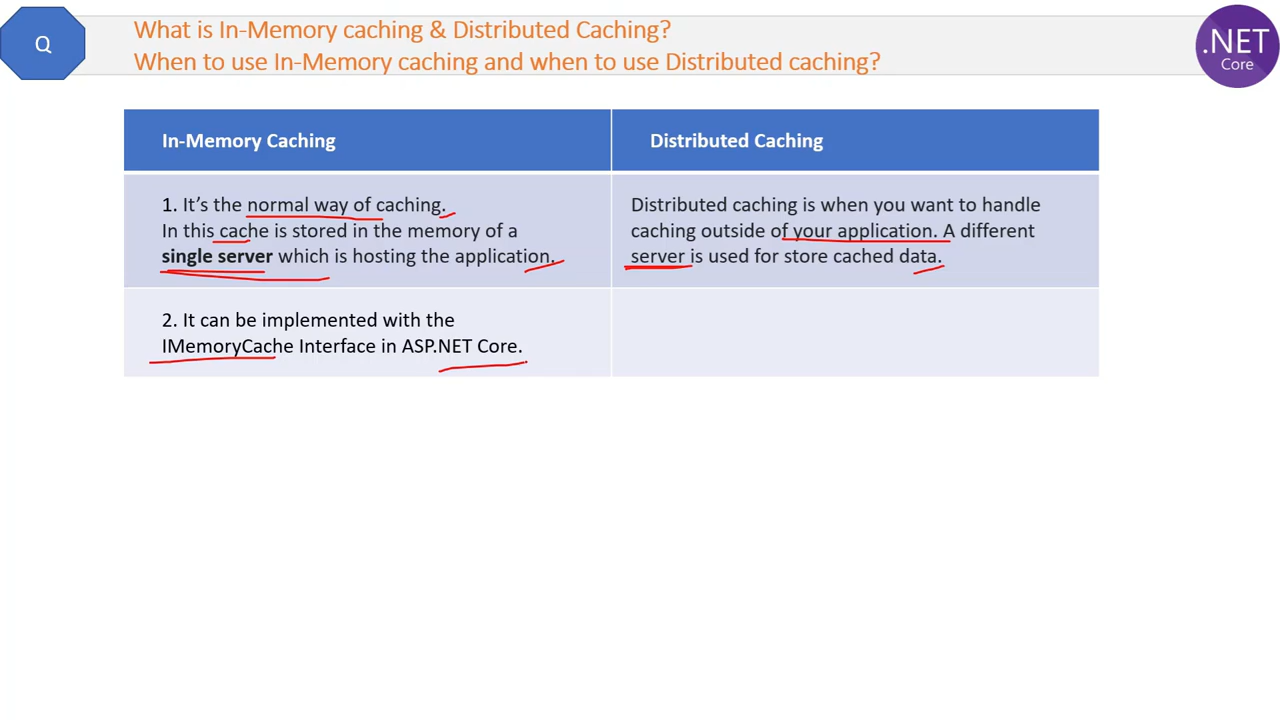 Q
What is In-Memory caching & Distributed Caching?
When to use In-Memory caching and when to use Distributed caching?
.NET
Core
In-Memory Caching
Distributed Caching
1. It's the normal way of caching.
In this cache is stored in the memory of a
single server which is hosting the application.
Distributed caching is when you want to handle
caching outside of your application. A different
server is used for store cached data.
2. It can be implemented with the
IMemoryCache Interface in ASP.NET Core.